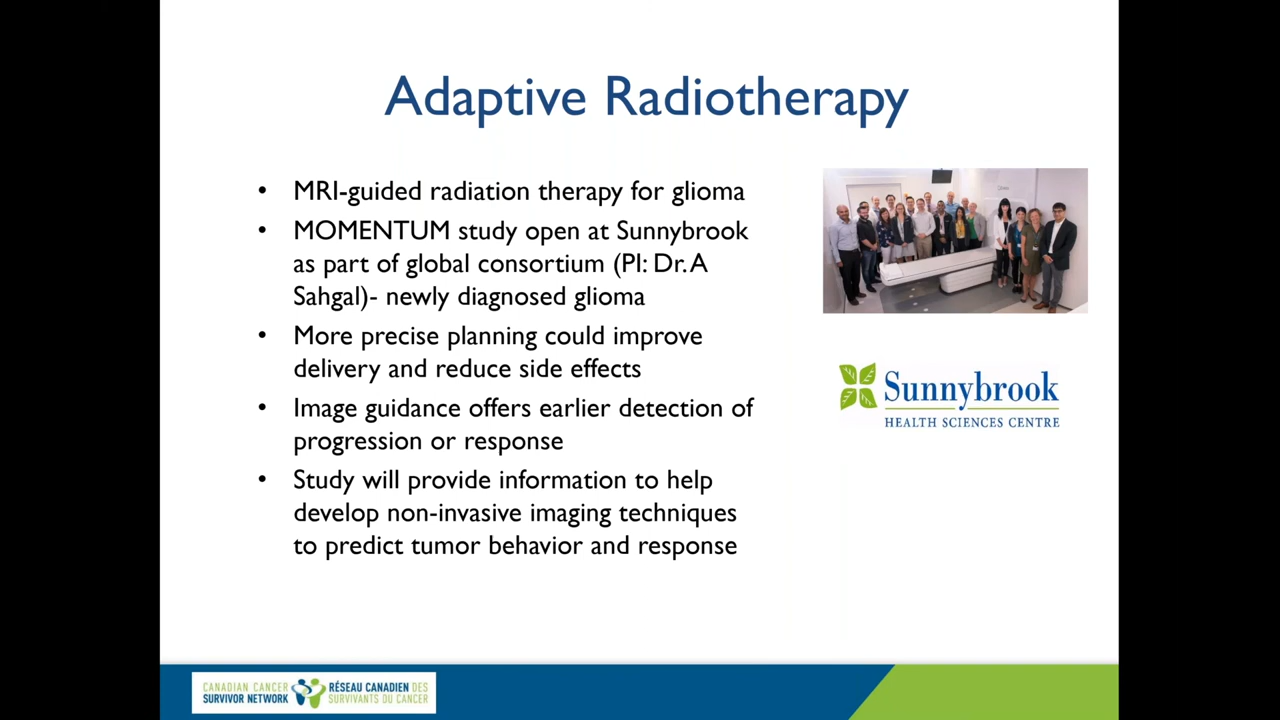 Adaptive Radiotherapy
• MRI-guided radiation therapy for glioma
• MOMENTUM study open at Sunnybrook
as part of global consortium (PI: Dr. A
Sahgal)- newly diagnosed glioma
• More precise planning could improve
delivery and reduce side effects
• Image guidance offers earlier detection of
progression or response
• Study will provide information to help
develop non-invasive imaging techniques
to predict tumor behavior and response
Sunnybrook
HEALTH SCIENCES CENTRE
CANADIAN CANCER
SURVIVOR NETWORK
RÉSEAU CANADIEN DES
SURVIVANTS DU CANCER